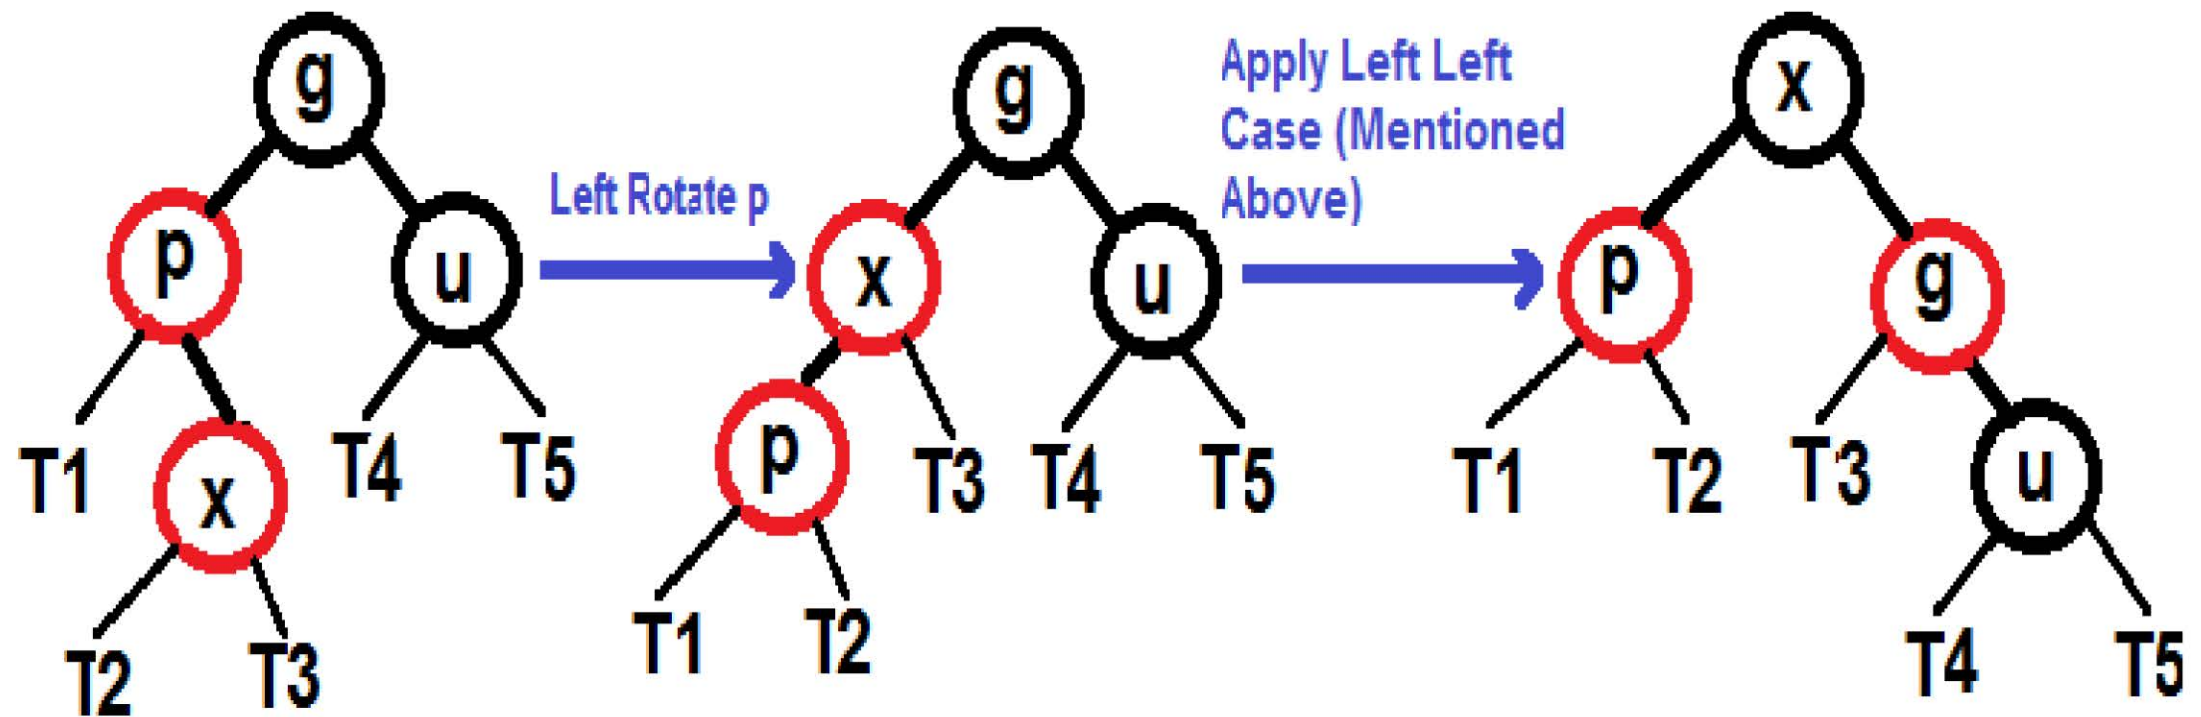 g
p
u
T1
x
T4
T5
T2
T3
Left Rotate p
g
x
u
p
T3
T4
T5
T1
T2
Apply Left Left
Case (Mentioned
Above)
x
p
g
T1
T2
T3
u
T4
T5